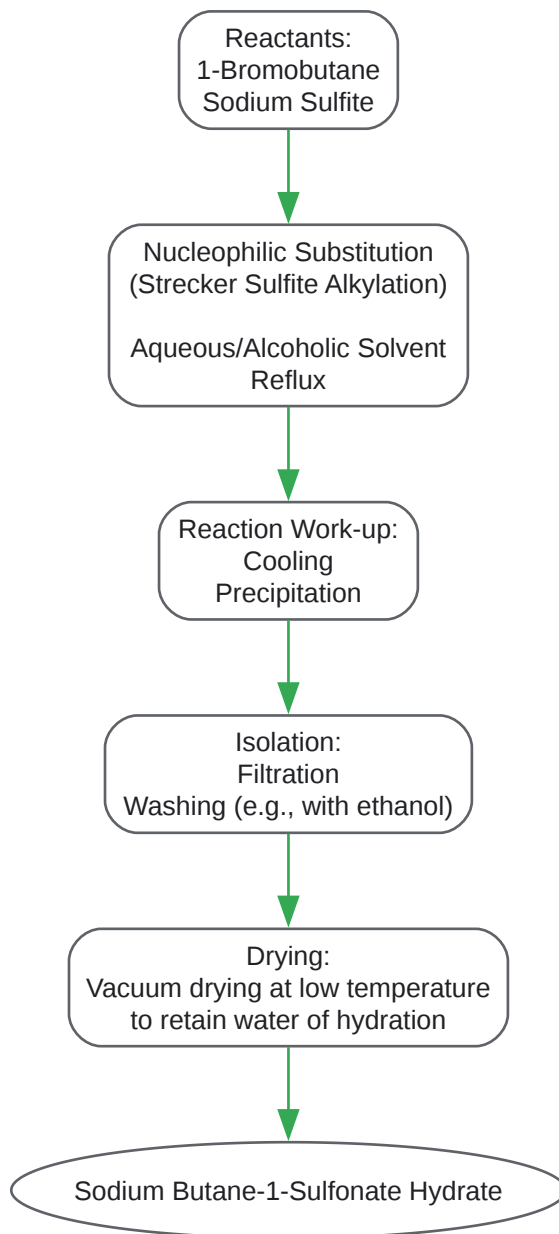 Reactants:
1-Bromobutane
Sodium Sulfite
Nucleophilic Substitution
(Strecker Sulfite Alkylation)
Aqueous/Alcoholic Solvent
Reflux
Reaction Work-up:
Cooling
Precipitation
Isolation:
Filtration
Washing (e.g., with ethanol)
Drying:
Vacuum drying at low temperature
to retain water of hydration
Sodium Butane-1-Sulfonate Hydrate